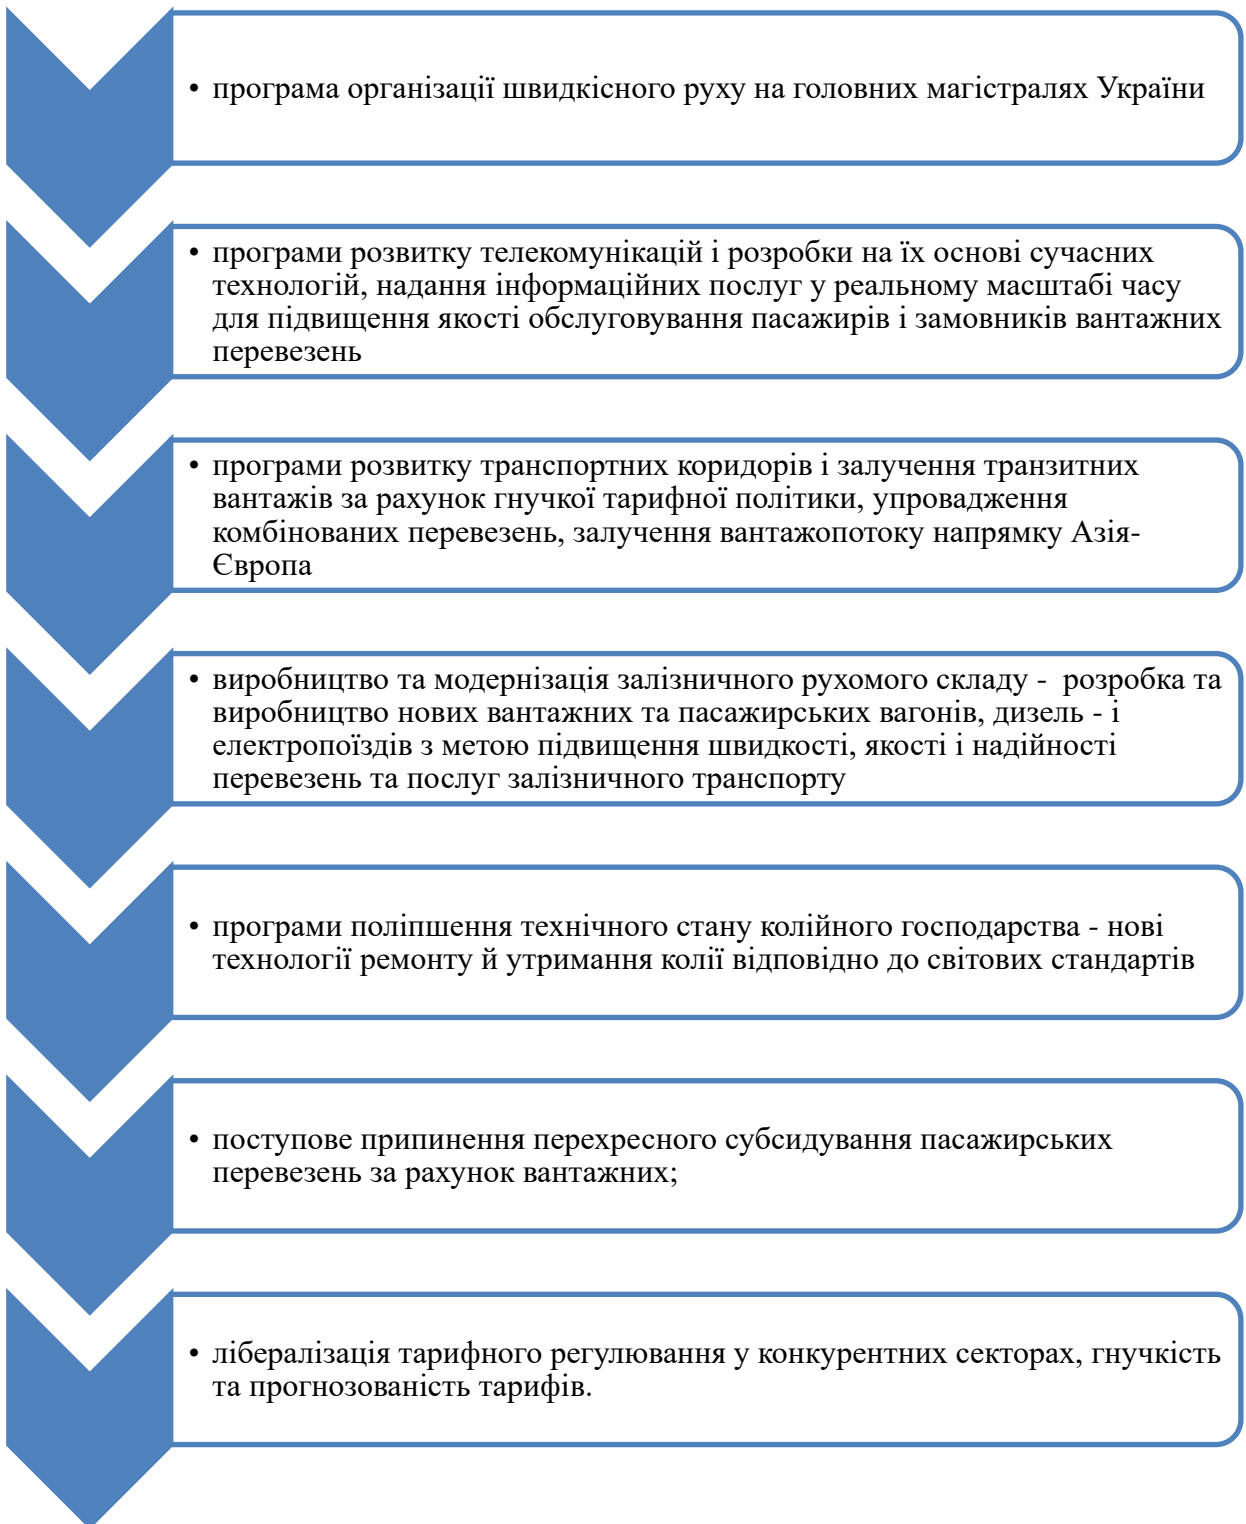 • програма організації швидкісного руху на головних магістралях України
• програми розвитку телекомунікацій і розробки на їх основі сучасних
технологій, надання інформаційних послуг у реальному масштабі часу
для підвищення якості обслуговування пасажирів і замовників вантажних
перевезень
• програми розвитку транспортних коридорів і залучення транзитних
вантажів за рахунок гнучкої тарифної політики, упровадження
комбінованих перевезень, залучення вантажопотоку напрямку Азія-
Європа
• виробництво та модернізація залізничного рухомого складу -  розробка та
виробництво нових вантажних та пасажирських вагонів, дизель - і
електропоїздів з метою підвищення швидкості, якості і надійності
перевезень та послуг залізничного транспорту
• програми поліпшення технічного стану колійного господарства - нові
технології ремонту й утримання колії відповідно до світових стандартів
• поступове припинення перехресного субсидування пасажирських
перевезень за рахунок вантажних;
• лібералізація тарифного регулювання у конкурентних секторах, гнучкість
та прогнозованість тарифів.